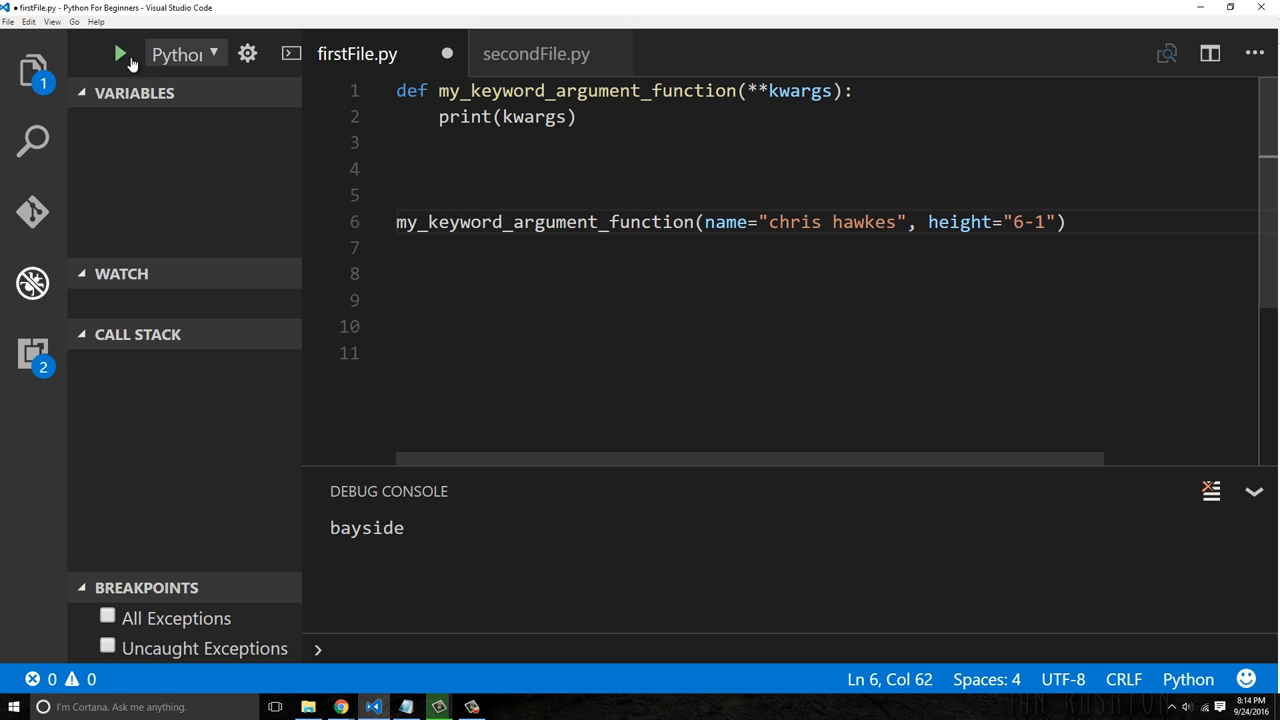 ● firstFile.py - Python For Beginners - Visual Studio Code
File Edit View Go Help
Python
firstFile.py
secondFile.py
1
VARIABLES
WATCH
CALL STACK
2
BREAKPOINTS
All Exceptions
Uncaught Exceptions
1 def my_keyword_argument_function(**kwargs):
2 print(kwargs)
3
4
5
6 my_keyword_argument_function(name="chris hawkes", height="6-1")
7
8
9
10
11
DEBUG CONSOLE
bayside
0 0
Ln 6, Col 62 Spaces: 4 UTF-8 CRLF Python
I'm Cortana. Ask me anything.
8:14 PM
9/24/2016